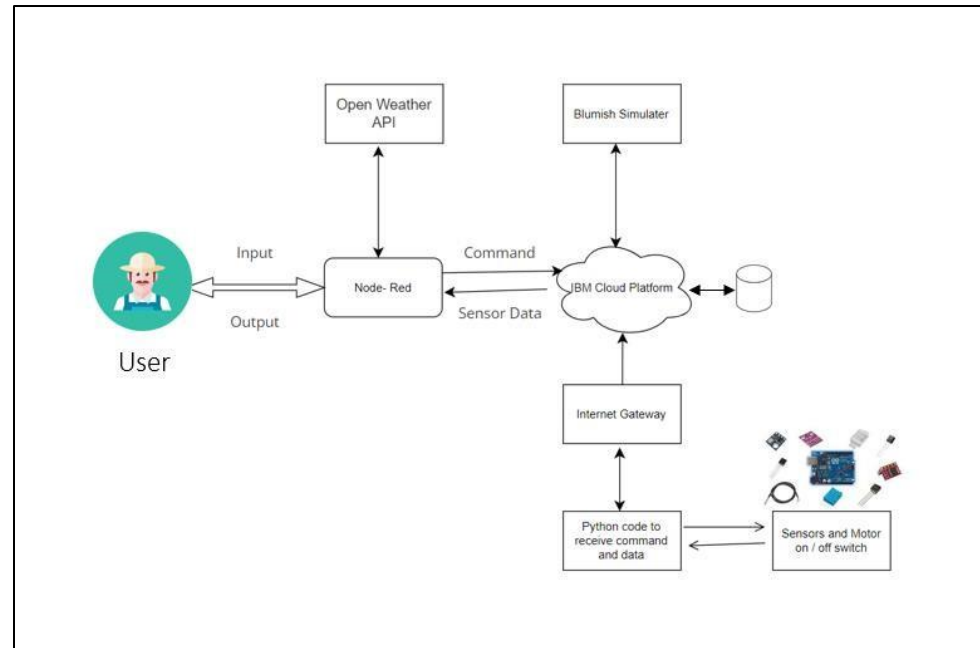 Open Weather
API
Blumish Simulater
Input
Command
Node- Red
IBM Cloud Platform
Output
Sensor Data
User
Internet Gateway
Python code to
receive command
and data
Sensors and Motor
on / off switch